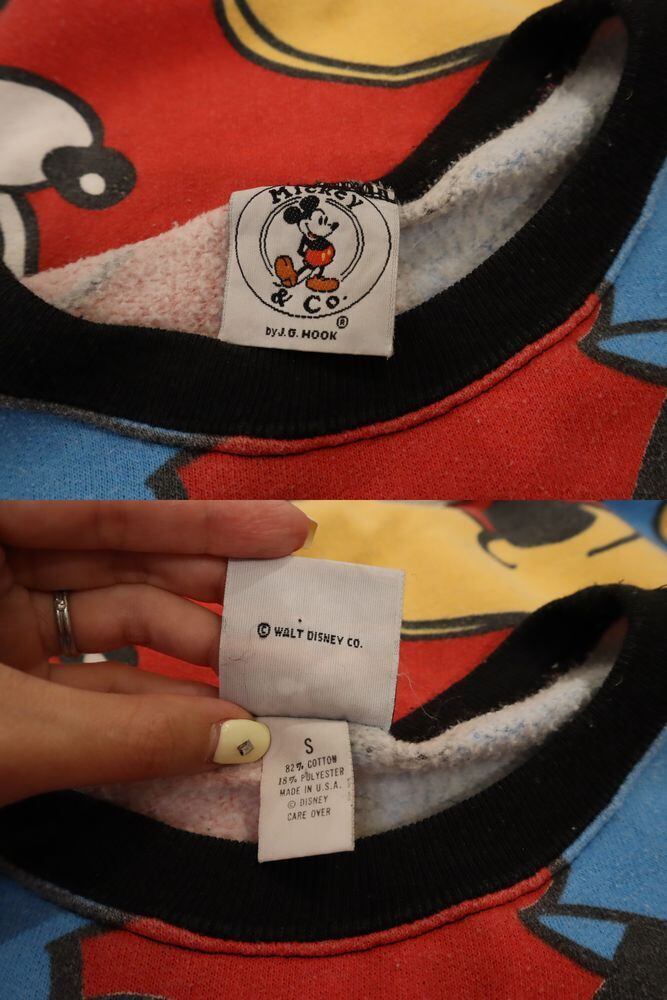 Mickey
& Co.
®
by J.G. HOOK
© WALT DISNEY CO.
S
82% COTTON
18% POLYESTER
MADE IN U.S.A.
© DISNEY
CARE OVER